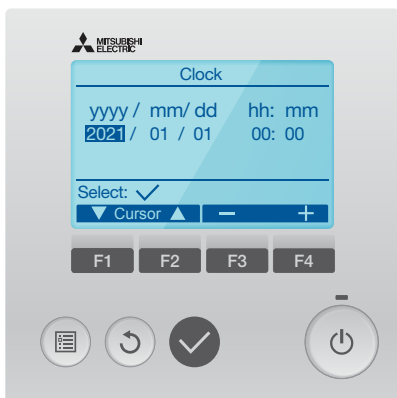 MITSUBISHI
ELECTRIC
Clock
yyyy / mm/ dd hh: mm
2021 / 01 / 01 00: 00
Select:
Cursor − +
F1 F2 F3 F4